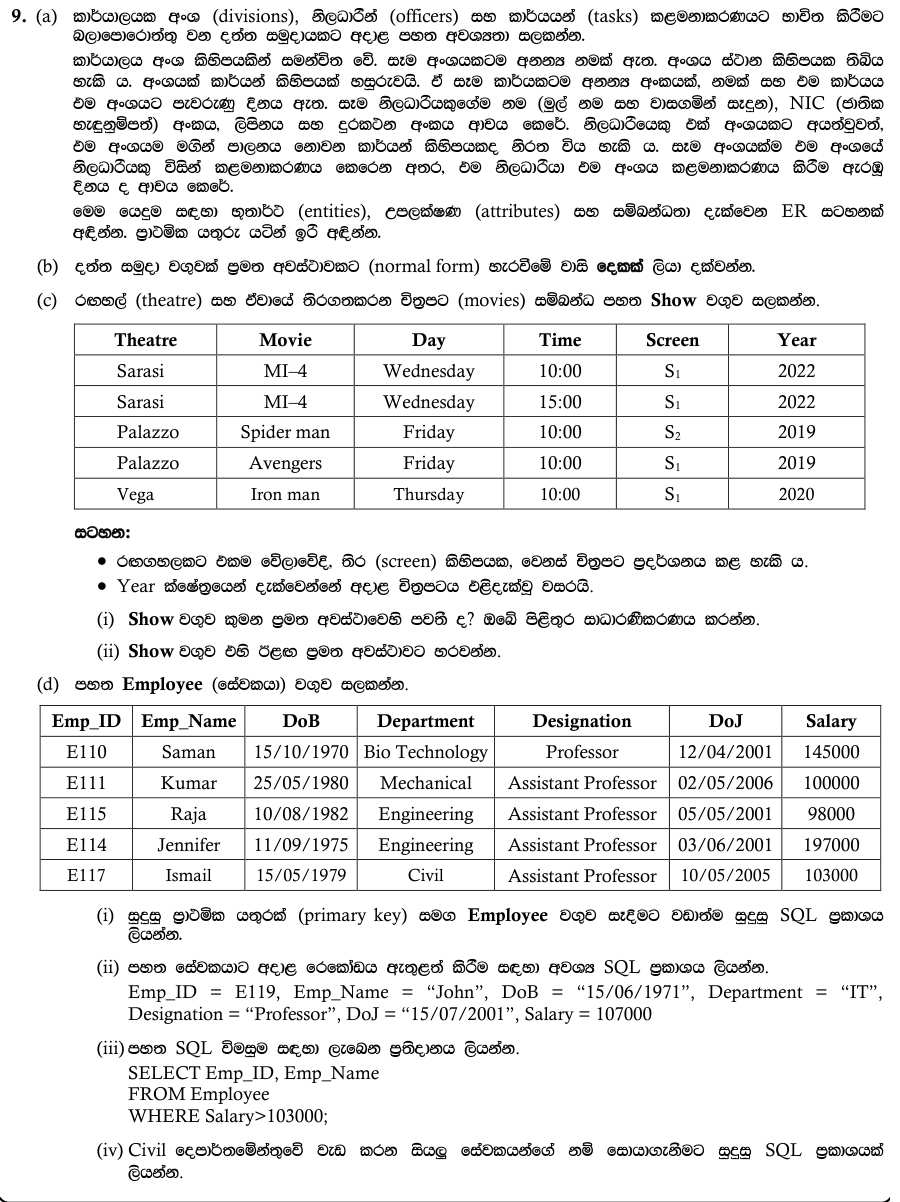 9. (a) කාර්යාලයක අංශ (divisions), නිලධාරීන් (officers) සහ කාර්යයන් (tasks) කළමනාකරණයට භාවිත කිරීමට
බලාපොරොත්තු වන දත්ත සමුදායකට අදාළ පහත අවශ්‍යතා සලකන්න.
කාර්යාලය අංශ කිහිපයකින් සමන්විත වේ. සෑම අංශයකටම අනන්‍ය නමක් ඇත. අංශය ස්ථාන කිහිපයක තිබිය
හැකි ය. අංශයක් කාර්යන් කිහිපයක් හසුරුවයි. ඒ සෑම කාර්යකටම අනන්‍ය අංකයක්, නමක් සහ එම කාර්යය
එම අංශයට පැවරුණු දිනය ඇත. සෑම නිලධාරියකුගේම නම (මුල් නම සහ වාසගමින් සැදුන), NIC (ජාතික
හැඳුනුම්පත්) අංකය, ලිපිනය සහ දුරකථන අංකය ආචය කෙරේ. නිලධාරියෙකු එක් අංශයකට අයත්වුවත්,
එම අංශයම මගින් පාලනය නොවන කාර්යන් කිහිපයකද නිරත විය හැකි ය. සෑම අංශයක්ම එම අංශයේ
නිලධාරියකු විසින් කළමනාකරණය කෙරෙන අතර, එම නිලධාරියා එම අංශය කළමනාකරණය කිරීම ඇරඹූ
දිනය ද ආචය කෙරේ.
මෙම යෙදුම සඳහා භූතාර්ථ (entities), උපලක්ෂණ (attributes) සහ සම්බන්ධතා දැක්වෙන ER සටහනක්
අඳින්න. ප්‍රාථමික යතුරු යටින් ඉරි අඳින්න.
(b) දත්ත සමුදා වගුවක් ප්‍රමත අවස්ථාවකට (normal form) හැරවීමේ වාසි දෙකක් ලියා දක්වන්න.
(c) රඟහල් (theatre) සහ ඒවායේ තිරගතකරන චිත්‍රපට (movies) සම්බන්ධ පහත Show වගුව සලකන්න.
Theatre Movie Day Time Screen Year
Sarasi MI–4 Wednesday 10:00 S₁ 2022
Sarasi MI–4 Wednesday 15:00 S₁ 2022
Palazzo Spider man Friday 10:00 S₂ 2019
Palazzo Avengers Friday 10:00 S₁ 2019
Vega Iron man Thursday 10:00 S₁ 2020
සටහන:
• රඟහලකට එකම වේලාවේදී, තිර (screen) කිහිපයක, වෙනස් චිත්‍රපට ප්‍රදර්ශනය කළ හැකි ය.
• Year ක්ෂේත්‍රයෙන් දැක්වෙන්නේ අදාළ චිත්‍රපටය එළිදැක්වූ වසරයි.
(i) Show වගුව කුමන ප්‍රමත අවස්ථාවෙහි පවතී ද? ඔබේ පිළිතුර සාධාරණීකරණය කරන්න.
(ii) Show වගුව එහි ඊළඟ ප්‍රමත අවස්ථාවට හරවන්න.
(d) පහත Employee (සේවකයා) වගුව සලකන්න.
Emp_ID Emp_Name DoB Department Designation DoJ Salary
E110 Saman 15/10/1970 Bio Technology Professor 12/04/2001 145000
E111 Kumar 25/05/1980 Mechanical Assistant Professor 02/05/2006 100000
E115 Raja 10/08/1982 Engineering Assistant Professor 05/05/2001 98000
E114 Jennifer 11/09/1975 Engineering Assistant Professor 03/06/2001 197000
E117 Ismail 15/05/1979 Civil Assistant Professor 10/05/2005 103000
(i) සුදුසු ප්‍රාථමික යතුරක් (primary key) සමග Employee වගුව සෑදීමට වඩාත්ම සුදුසු SQL ප්‍රකාශය
ලියන්න.
(ii) පහත සේවකයාට අදාළ රෙකෝඩය ඇතුළත් කිරීම සඳහා අවශ්‍ය SQL ප්‍රකාශය ලියන්න.
Emp_ID = E119, Emp_Name = “John”, DoB = “15/06/1971”, Department = “IT”,
Designation = “Professor”, DoJ = “15/07/2001”, Salary = 107000
(iii) පහත SQL විමසුම සඳහා ලැබෙන ප්‍රතිදානය ලියන්න.
SELECT Emp_ID, Emp_Name
FROM Employee
WHERE Salary>103000;
(iv) Civil දෙපාර්තමේන්තුවේ වැඩ කරන සියලු සේවකයන්ගේ නම් සොයාගැනීමට සුදුසු SQL ප්‍රකාශයක්
ලියන්න.